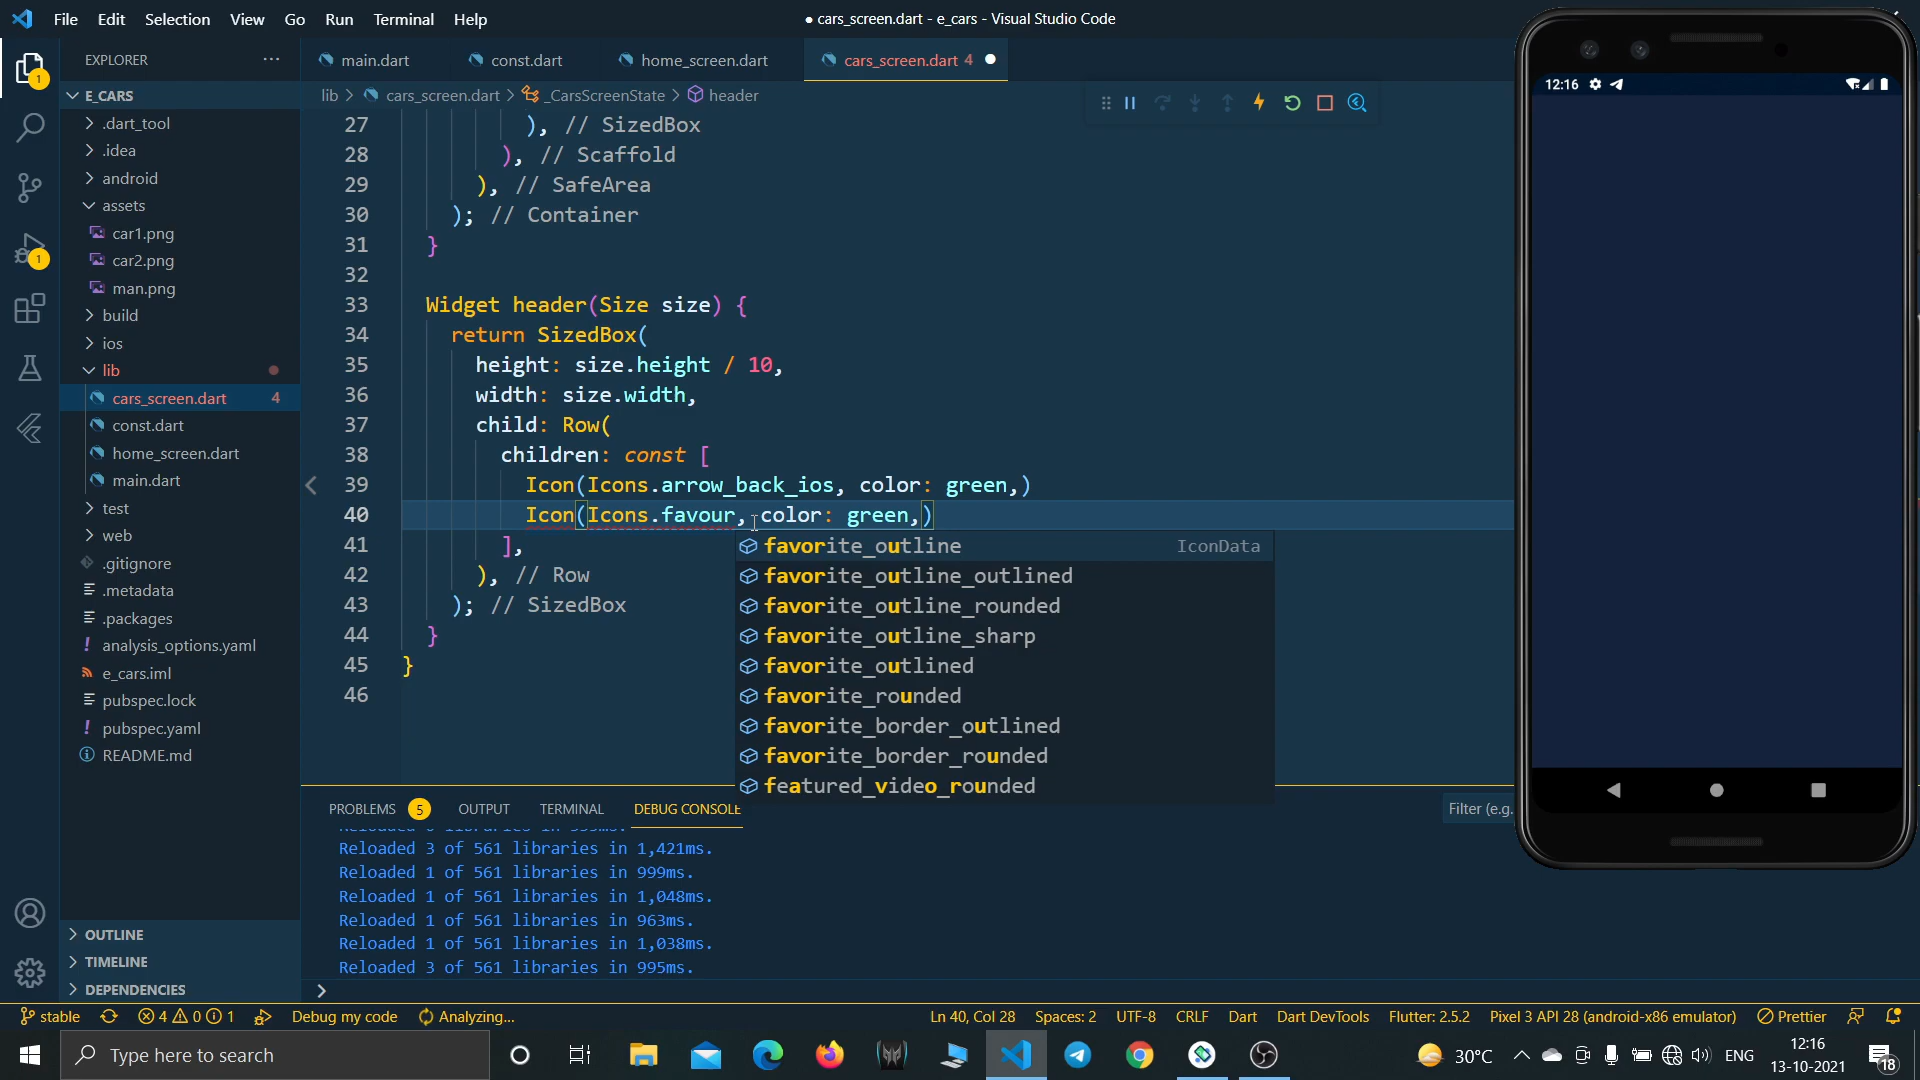 File Edit Selection View Go Run Terminal Help
● cars_screen.dart - e_cars - Visual Studio Code
EXPLORER ···
main.dart
const.dart
home_screen.dart
cars_screen.dart 4 ●
E_CARS
.dart_tool
.idea
android
assets
car1.png
car2.png
man.png
build
ios
lib
cars_screen.dart 4
const.dart
home_screen.dart
main.dart
test
web
.gitignore
.metadata
.packages
analysis_options.yaml
e_cars.iml
pubspec.lock
pubspec.yaml
README.md
OUTLINE
TIMELINE
DEPENDENCIES
1
1
lib > cars_screen.dart > _CarsScreenState > header
27 ), // SizedBox
28 ), // Scaffold
29 ), // SafeArea
30 ); // Container
31 }
32
33 Widget header(Size size) {
34 return SizedBox(
35 height: size.height / 10,
36 width: size.width,
37 child: Row(
38 children: const [
39 Icon(Icons.arrow_back_ios, color: green,)
40 Icon(Icons.favour, color: green,)
41 ],
42 ), // Row
43 ); // SizedBox
44 }
45 }
46
favorite_outline IconData
favorite_outline_outlined
favorite_outline_rounded
favorite_outline_sharp
favorite_outlined
favorite_rounded
favorite_border_outlined
favorite_border_rounded
featured_video_rounded
PROBLEMS 5 OUTPUT TERMINAL DEBUG CONSOLE
Filter (e.g.
Reloaded 3 of 561 libraries in 1,421ms.
Reloaded 1 of 561 libraries in 999ms.
Reloaded 1 of 561 libraries in 1,048ms.
Reloaded 1 of 561 libraries in 963ms.
Reloaded 1 of 561 libraries in 1,038ms.
Reloaded 3 of 561 libraries in 995ms.
12:16
stable 4 0 1 Debug my code Analyzing...
Ln 40, Col 28 Spaces: 2 UTF-8 CRLF Dart Dart DevTools Flutter: 2.5.2 Pixel 3 API 28 (android-x86 emulator) Prettier
Type here to search
30°C
ENG
12:16
13-10-2021
18